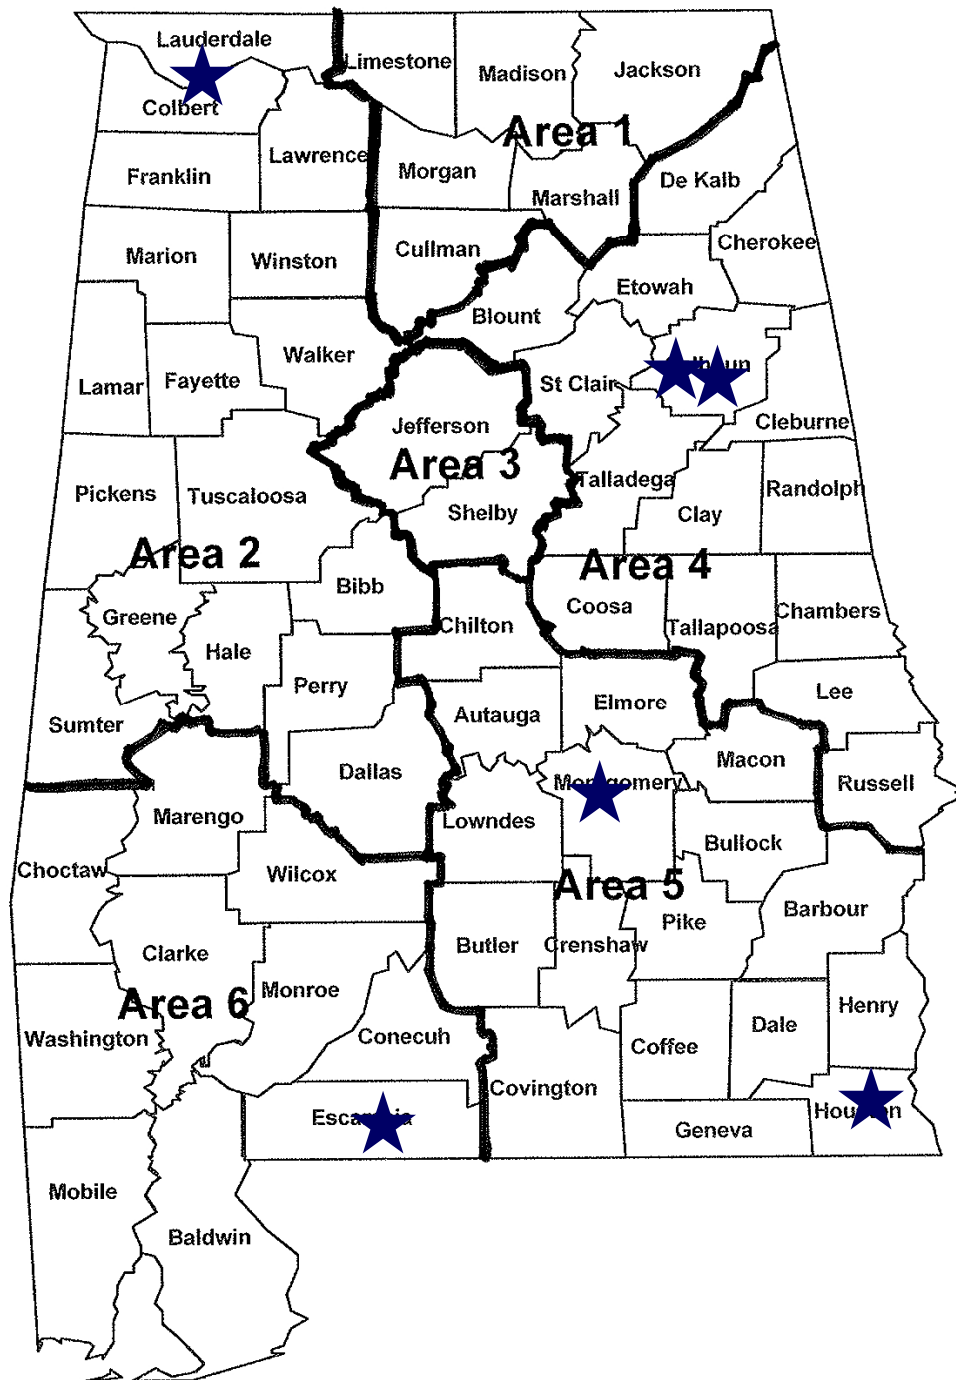 Lauderdale
Limestone
Madison
Jackson
Colbert
Area 1
Lawrence
Franklin
Morgan
De Kalb
Marshall
Marion
Winston
Cullman
Cherokee
Etowah
Blount
Walker
Lamar
Fayette
St Clair
Cleburne
Jefferson
Area 3
Talladega
Pickens
Tuscaloosa
Randolph
Shelby
Clay
Area 2
Area 4
Bibb
Coosa
Greene
Chilton
Tallapoosa
Chambers
Hale
Perry
Elmore
Lee
Sumter
Autauga
Dallas
Macon
Montgomery
Russell
Marengo
Lowndes
Bullock
Choctaw
Wilcox
Area 5
Barbour
Pike
Butler
Crenshaw
Clarke
Monroe
Area 6
Henry
Washington
Conecuh
Coffee
Dale
Covington
Escambia
Houston
Geneva
Mobile
Baldwin